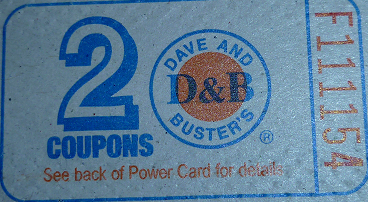 2
COUPONS
DAVE AND
D&B
BUSTER'S
®
See back of Power Card for details
F111154